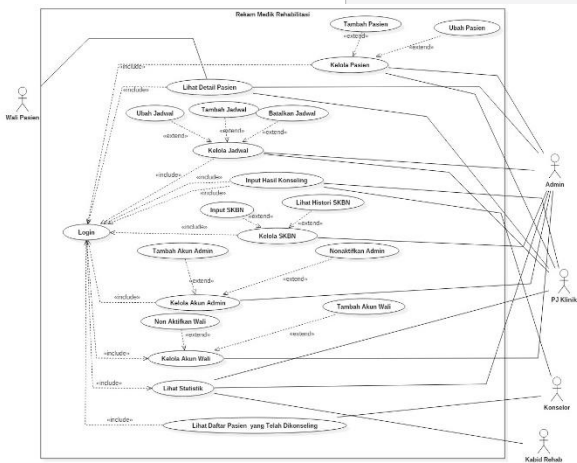 Rekam Medik Rehabilitasi
Tambah Pasien
Ubah Pasien
«extend»
«extend»
«include»
Kelola Pasien
«include»
Lihat Detail Pasien
Wali Pasien
Ubah Jadwal
Tambah Jadwal
Batalkan Jadwal
«extend»
«extend»
«extend»
Kelola Jadwal
«include»
«include»
«include»
Input Hasil Konseling
Admin
Lihat Histori SKBN
Input SKBN
«extend»
«extend»
Login
«include»
Kelola SKBN
Tambah Akun Admin
Nonaktifkan Admin
«extend»
«extend»
PJ Klinik
«include»
Kelola Akun Admin
Tambah Akun Wali
Non Aktifkan Wali
«extend»
«extend»
«include»
Kelola Akun Wali
«include»
Lihat Statistik
Konselor
«include»
Lihat Daftar Pasien yang Telah Dikonseling
Kabid Rehab